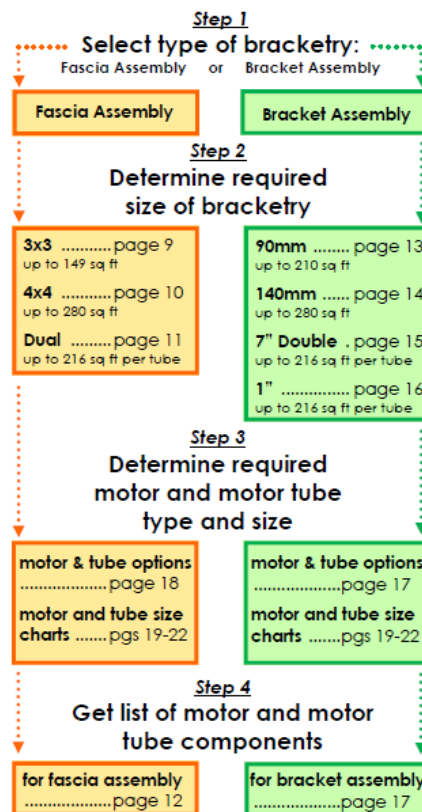 Step 1
Select type of bracketry:
Fascia Assembly or Bracket Assembly
Fascia Assembly
Bracket Assembly
Step 2
Determine required
size of bracketry
3x3 ..........page 9
up to 149 sq ft
4x4 ..........page 10
up to 280 sq ft
Dual .........page 11
up to 216 sq ft per tube
90mm ........ page 13
up to 210 sq ft
140mm ....... page 14
up to 280 sq ft
7" Double . page 15
up to 216 sq ft per tube
1" ............... page 16
up to 216 sq ft per tube
Step 3
Determine required
motor and motor tube
type and size
motor & tube options
...................page 18
motor and tube size
charts .......pgs 19-22
motor & tube options
...................page 17
motor and tube size
charts .......pgs 19-22
Step 4
Get list of motor and motor
tube components
for fascia assembly
...................page 12
for bracket assembly
...................page 17